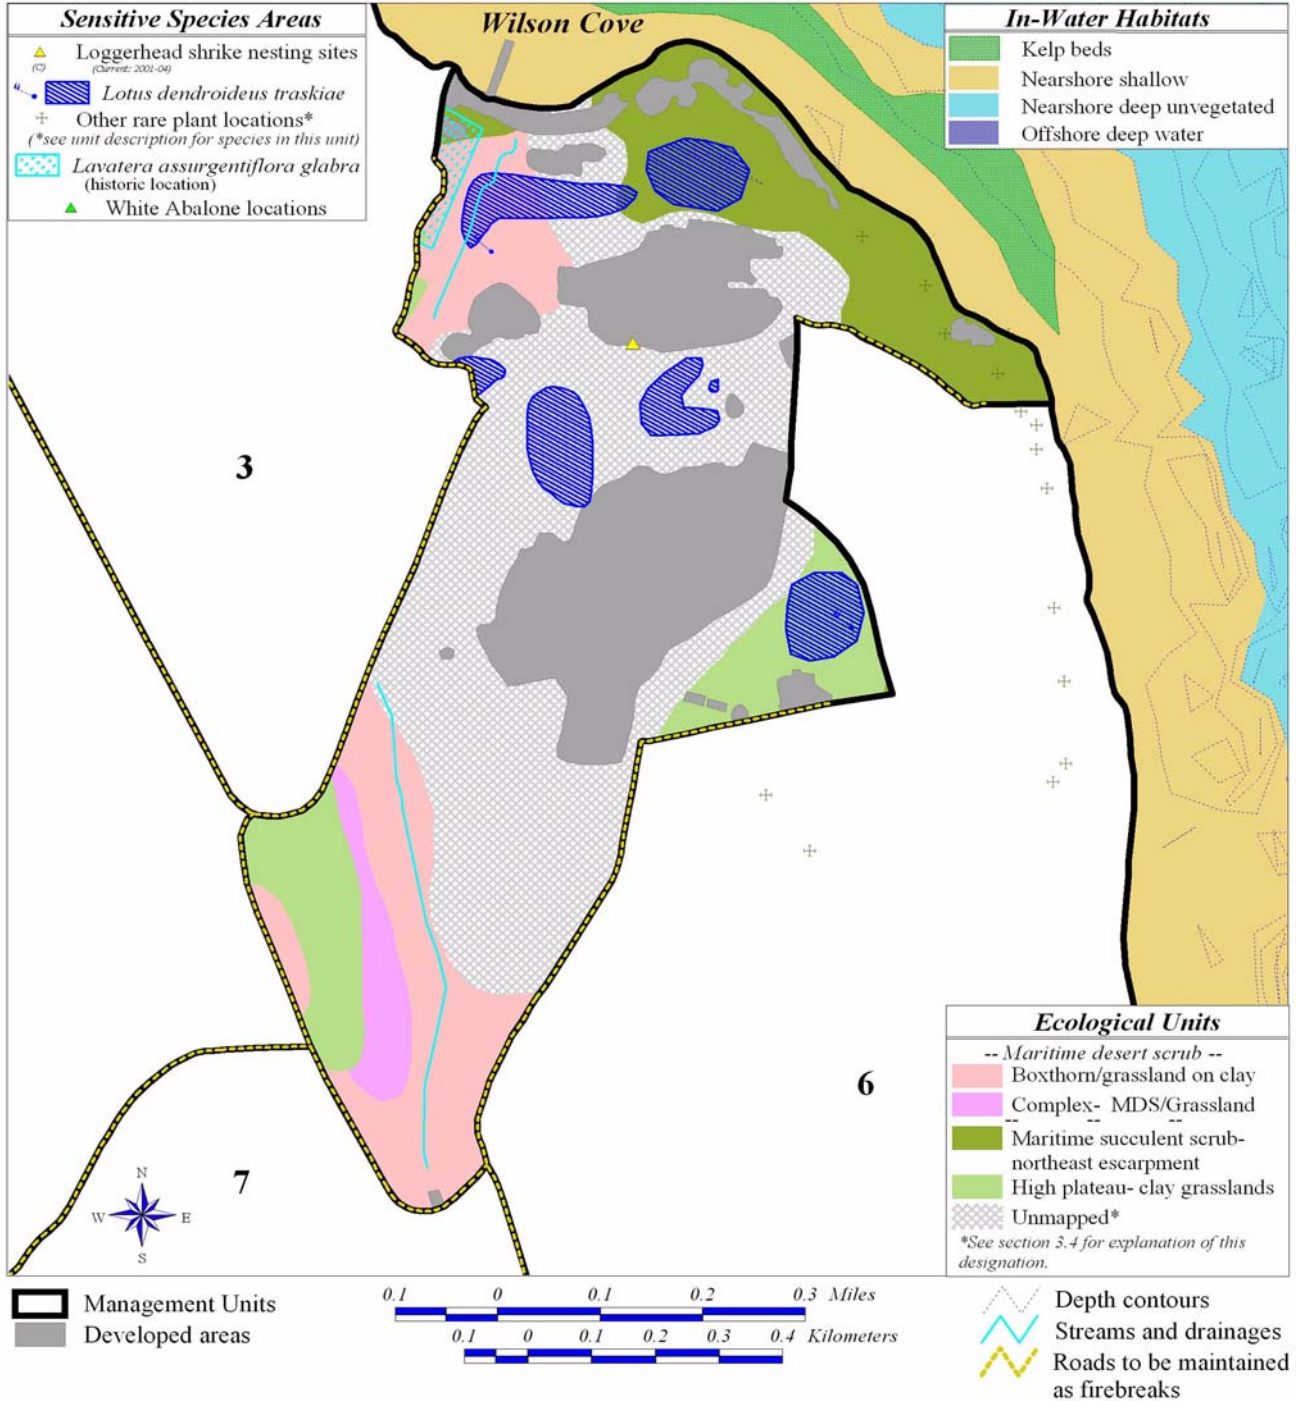 Sensitive Species Areas
Loggerhead shrike nesting sites
(C) (Current: 2001-04)
Lotus dendroideus traskiae
Other rare plant locations*
(*see unit description for species in this unit)
Lavatera assurgentiflora glabra
(historic location)
White Abalone locations
Wilson Cove
In-Water Habitats
Kelp beds
Nearshore shallow
Nearshore deep unvegetated
Offshore deep water
3
6
7
N
W E
S
Ecological Units
-- Maritime desert scrub --
Boxthorn/grassland on clay
Complex- MDS/Grassland
-- -- --
Maritime succulent scrub-
northeast escarpment
High plateau- clay grasslands
Unmapped*
*See section 3.4 for explanation of this
designation.
Management Units
Developed areas
0.1 0 0.1 0.2 0.3 Miles
0.1 0 0.1 0.2 0.3 0.4 Kilometers
Depth contours
Streams and drainages
Roads to be maintained
as firebreaks